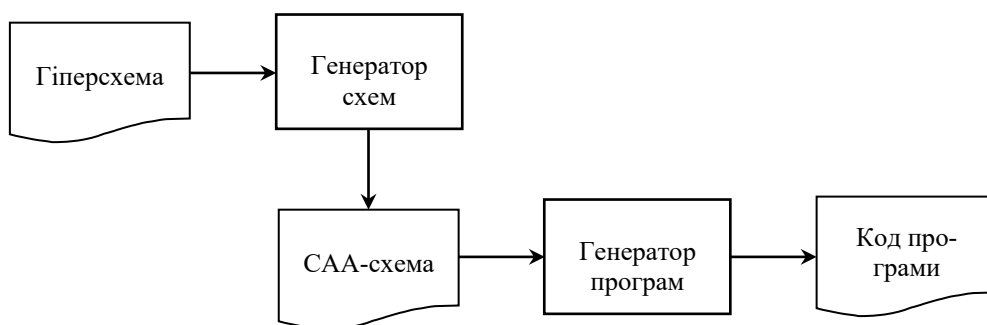 Гіперсхема
Генератор
схем
САА-схема
Генератор
програм
Код про-
грами